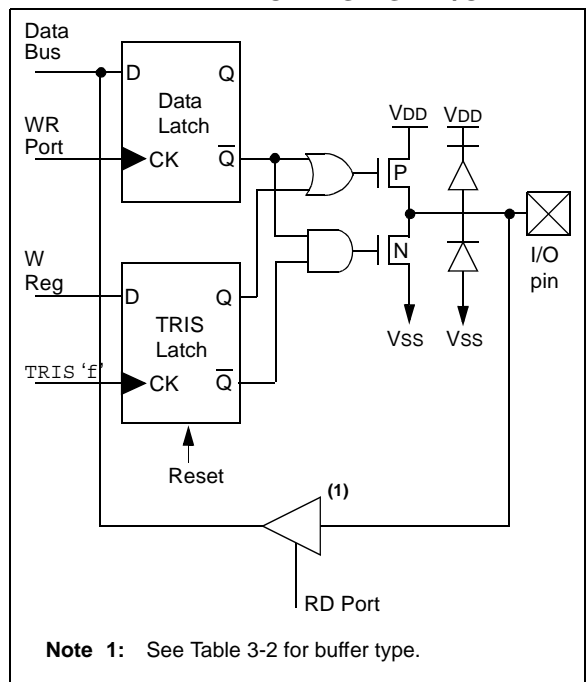 Data
Bus
D
Q
Data
Latch
VDD
VDD
WR
Port
CK
Q
P
N
I/O
pin
W
Reg
D
Q
TRIS
Latch
VSS
VSS
TRIS ‘f’
CK
Q
Reset
(1)
RD Port
Note 1: See Table 3-2 for buffer type.